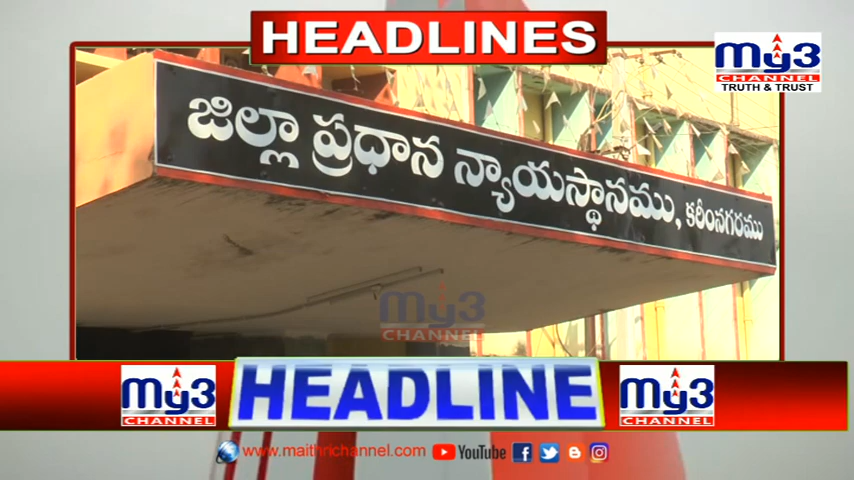 HEADLINES
My3
CHANNEL
TRUTH & TRUST
జిల్లా ప్రధాన న్యాయస్థానము, కరీంనగరము
My3
CHANNEL
My3
CHANNEL
HEADLINE
My3
CHANNEL
www.maithrichannel.com YouTube